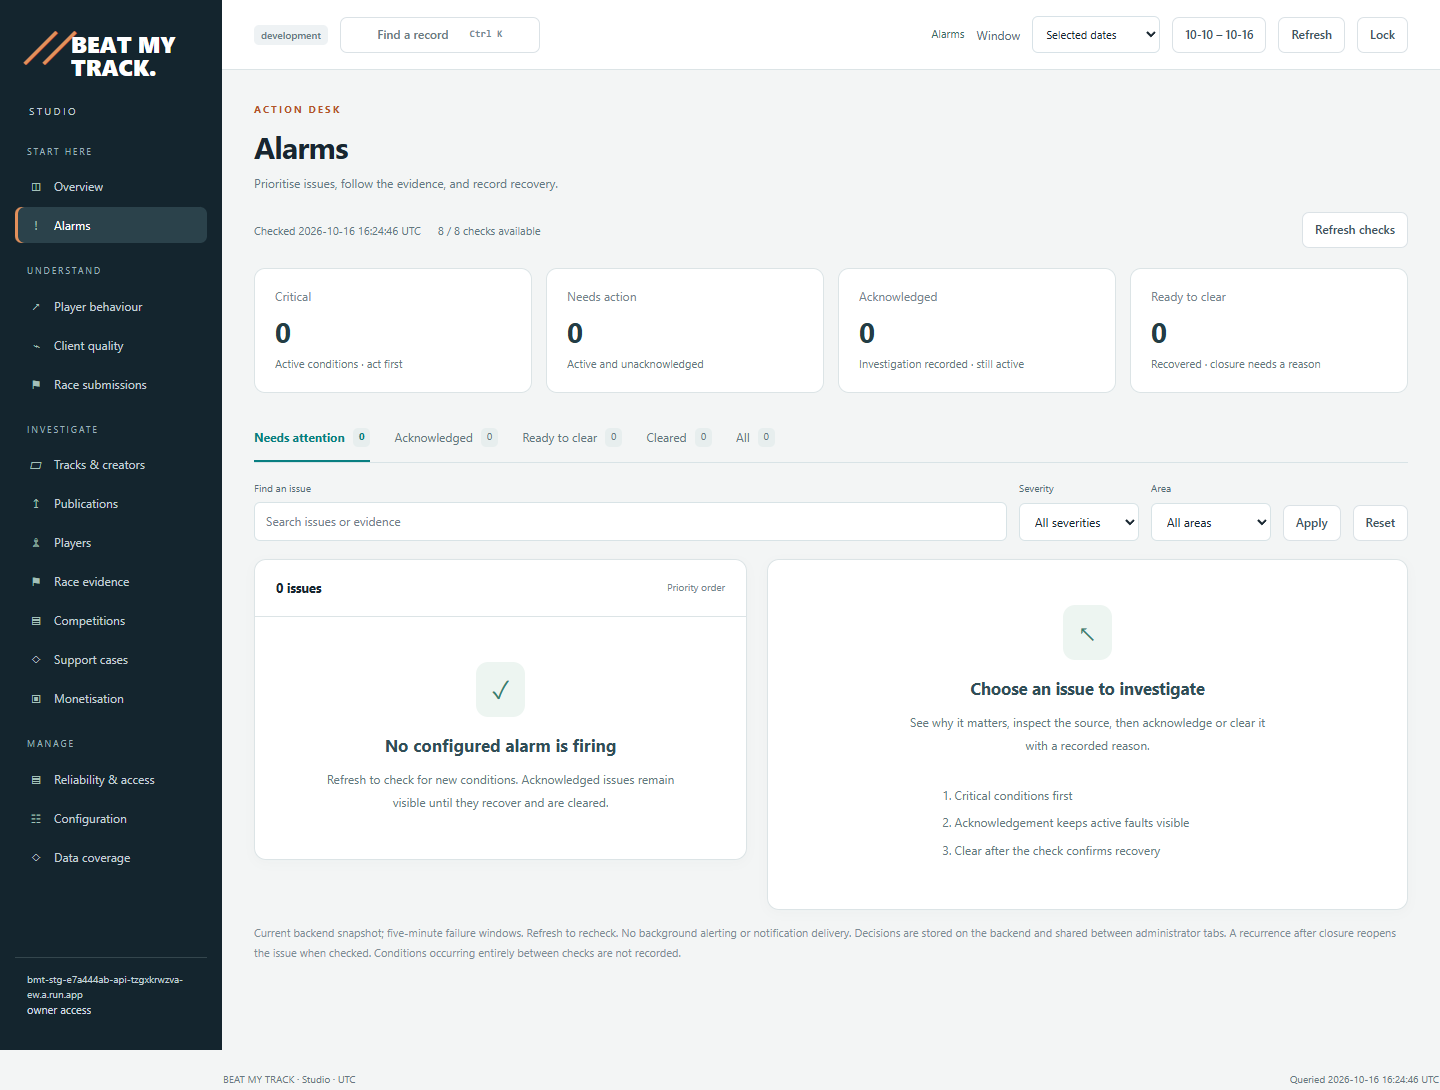 BEAT MY
TRACK.
STUDIO
START HERE
Overview
! Alarms
UNDERSTAND
Player behaviour
Client quality
Race submissions
INVESTIGATE
Tracks & creators
Publications
Players
Race evidence
Competitions
Support cases
Monetisation
MANAGE
Reliability & access
Configuration
Data coverage
bmt-stg-e7a444ab-api-tzgxkrwzva-
ew.a.run.app
owner access
development
Find a record Ctrl K
Alarms Window Selected dates 10-10 – 10-16 Refresh Lock
ACTION DESK
Alarms
Prioritise issues, follow the evidence, and record recovery.
Checked 2026-10-16 16:24:46 UTC 8 / 8 checks available
Refresh checks
Critical
0
Active conditions · act first
Needs action
0
Active and unacknowledged
Acknowledged
0
Investigation recorded · still active
Ready to clear
0
Recovered · closure needs a reason
Needs attention 0 Acknowledged 0 Ready to clear 0 Cleared 0 All 0
Find an issue
Search issues or evidence
Severity
All severities
Area
All areas
Apply
Reset
0 issues
Priority order
No configured alarm is firing
Refresh to check for new conditions. Acknowledged issues remain
visible until they recover and are cleared.
Choose an issue to investigate
See why it matters, inspect the source, then acknowledge or clear it
with a recorded reason.
1. Critical conditions first
2. Acknowledgement keeps active faults visible
3. Clear after the check confirms recovery
Current backend snapshot; five-minute failure windows. Refresh to recheck. No background alerting or notification delivery. Decisions are stored on the backend and shared between administrator tabs. A recurrence after closure reopens
the issue when checked. Conditions occurring entirely between checks are not recorded.
BEAT MY TRACK · Studio · UTC
Queried 2026-10-16 16:24:46 UTC